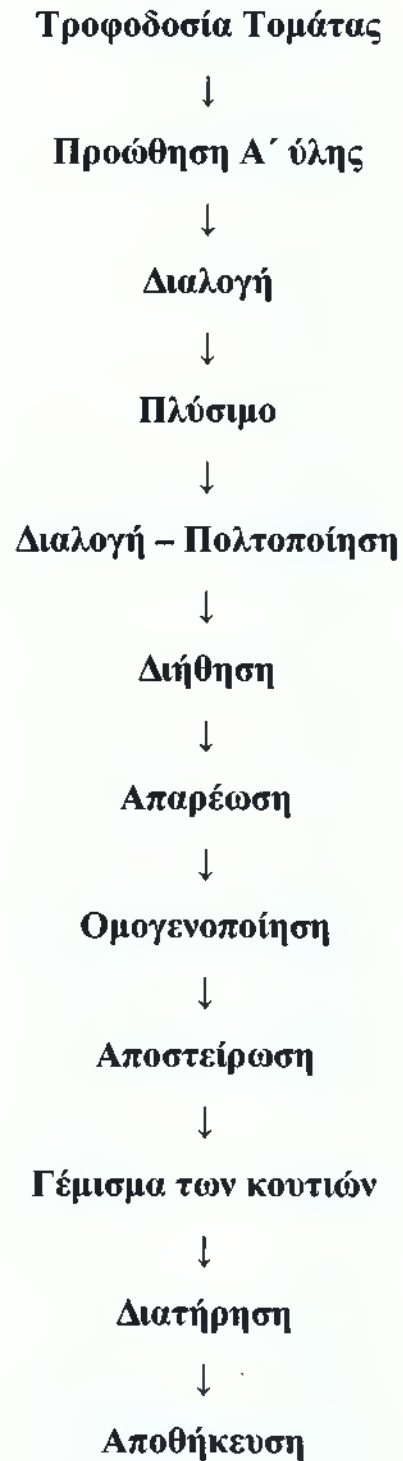 Τροφοδοσία Τομάτας
↓
Προώθηση Α΄ ύλης
↓
Διαλογή
↓
Πλύσιμο
↓
Διαλογή – Πολτοποίηση
↓
Διήθηση
↓
Απαρέωση
↓
Ομογενοποίηση
↓
Αποστείρωση
↓
Γέμισμα των κουτιών
↓
Διατήρηση
↓
Αποθήκευση